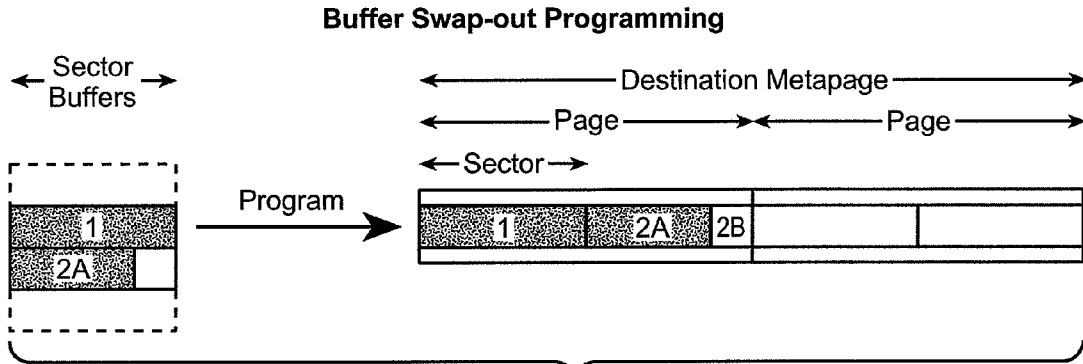 Buffer Swap-out Programming
Sector
Buffers
Destination Metapage
Page
Page
Sector
Program
1
2A
1
2A
2B